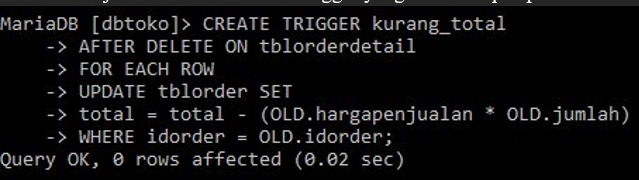 MariaDB [dbtoko]> CREATE TRIGGER kurang_total
-> AFTER DELETE ON tblorderdetail
-> FOR EACH ROW
-> UPDATE tblorder SET
-> total = total - (OLD.hargapenjualan * OLD.jumlah)
-> WHERE idorder = OLD.idorder;
Query OK, 0 rows affected (0.02 sec)